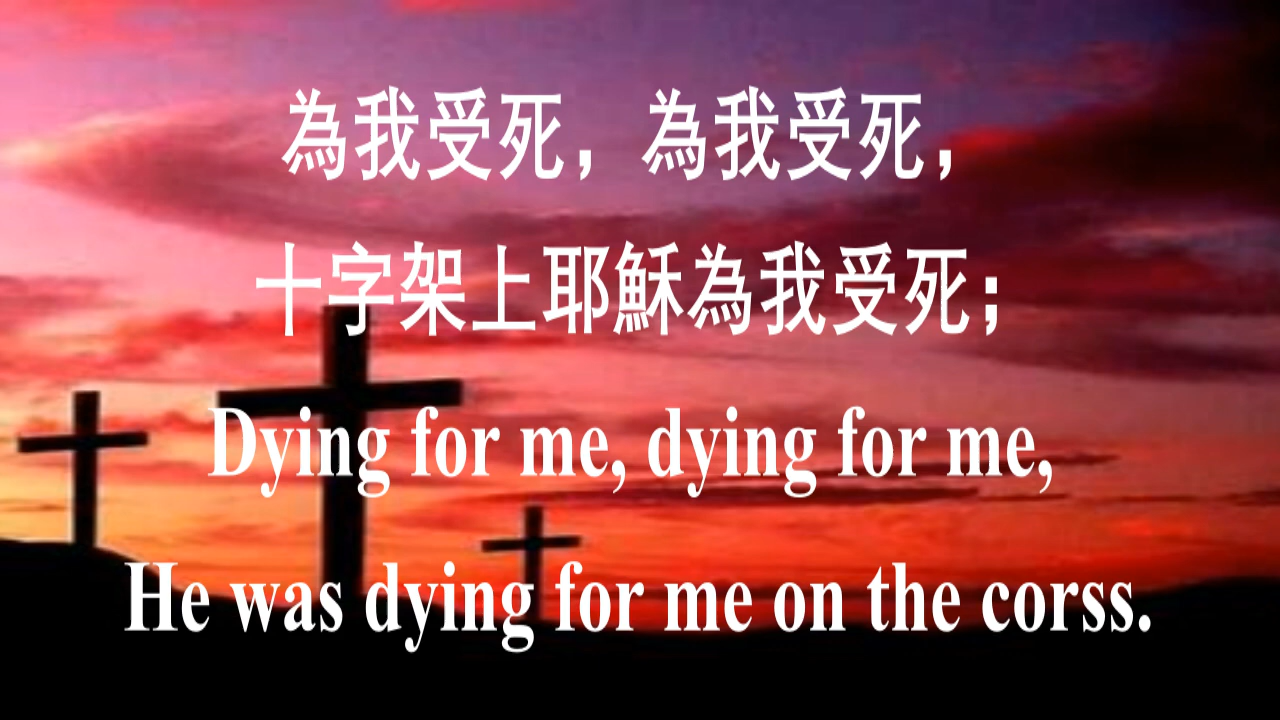 為我受死，為我受死，
十字架上耶穌為我受死；
Dying for me, dying for me,
He was dying for me on the corss.